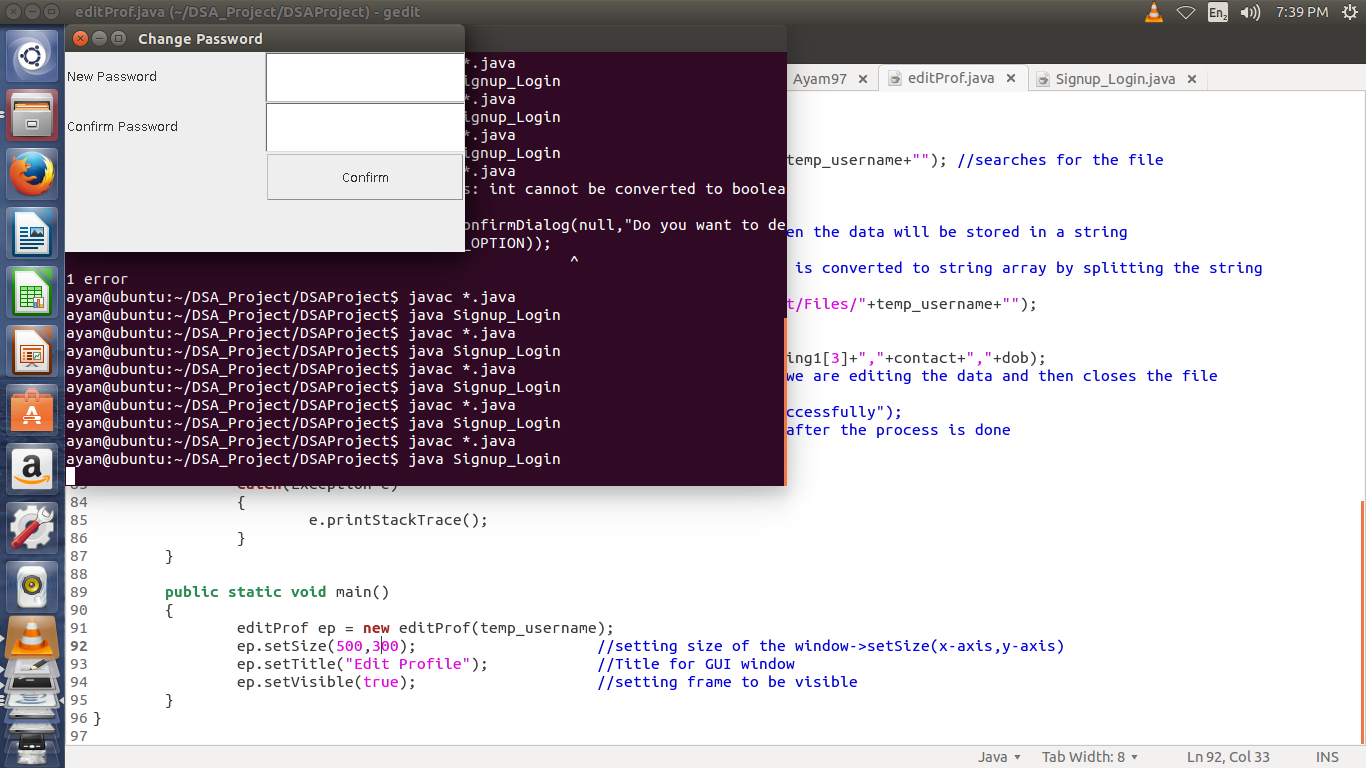 editProf.java (~/DSA_Project/DSAProject) - gedit
En2
7:39 PM
Change Password
New Password
Confirm Password
Confirm
*.java
ignup_Login
*.java
ignup_Login
*.java
ignup_Login
*.java
s: int cannot be converted to boolea
onfirmDialog(null,"Do you want to de
_OPTION));
^
1 error
ayam@ubuntu:~/DSA_Project/DSAProject$ javac *.java
ayam@ubuntu:~/DSA_Project/DSAProject$ java Signup_Login
ayam@ubuntu:~/DSA_Project/DSAProject$ javac *.java
ayam@ubuntu:~/DSA_Project/DSAProject$ java Signup_Login
ayam@ubuntu:~/DSA_Project/DSAProject$ javac *.java
ayam@ubuntu:~/DSA_Project/DSAProject$ java Signup_Login
ayam@ubuntu:~/DSA_Project/DSAProject$ javac *.java
ayam@ubuntu:~/DSA_Project/DSAProject$ java Signup_Login
ayam@ubuntu:~/DSA_Project/DSAProject$ javac *.java
ayam@ubuntu:~/DSA_Project/DSAProject$ java Signup_Login
Ayam97 × editProf.java × Signup_Login.java ×
temp_username+""); //searches for the file
en the data will be stored in a string
is converted to string array by splitting the string
t/Files/"+temp_username+"");
ing1[3]+","+contact+","+dob);
we are editing the data and then closes the file
ccessfully");
after the process is done
83 catch(Exception e)
84 {
85 e.printStackTrace();
86 }
87 }
88
89 public static void main()
90 {
91 editProf ep = new editProf(temp_username);
92 ep.setSize(500,300); //setting size of the window->setSize(x-axis,y-axis)
93 ep.setTitle("Edit Profile"); //Title for GUI window
94 ep.setVisible(true); //setting frame to be visible
95 }
96 }
97
Java Tab Width: 8 Ln 92, Col 33 INS